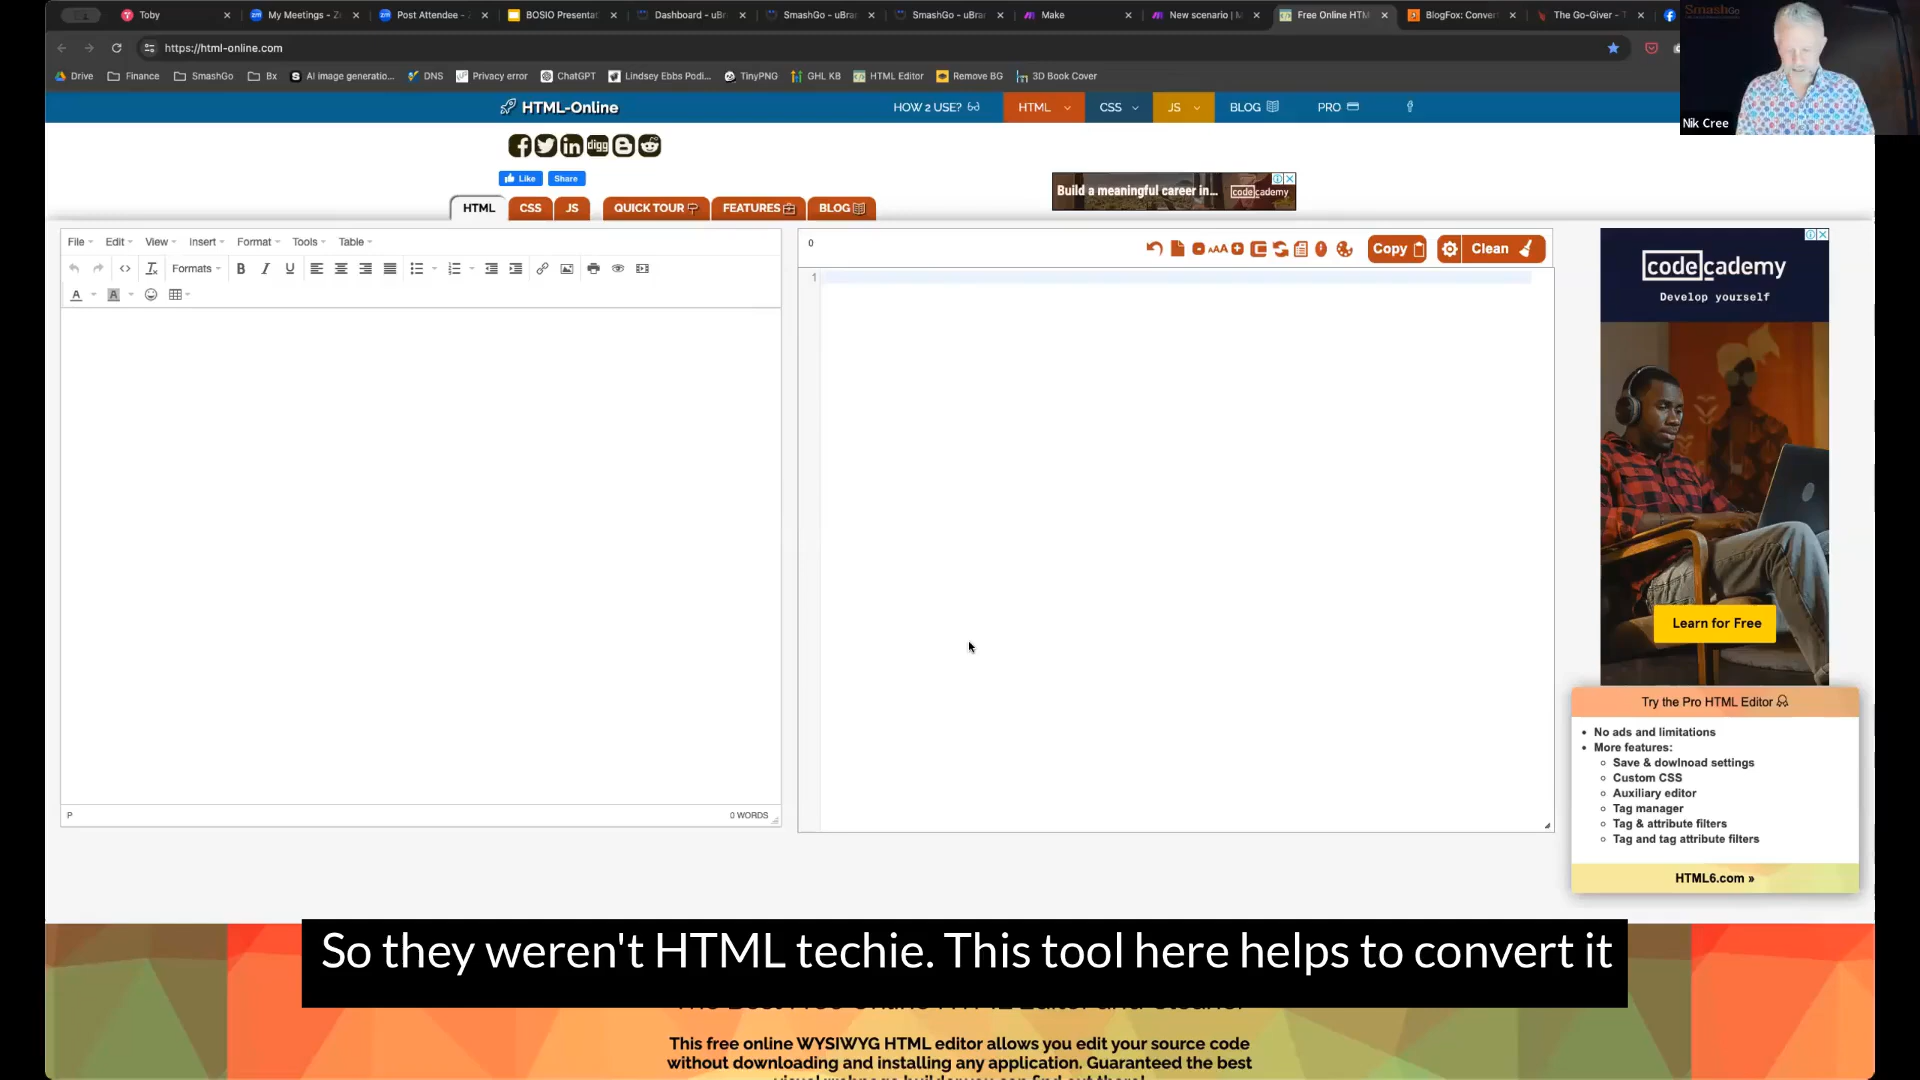 Toby
My Meetings - Z
Post Attendee -
BOSIO Presentat
Dashboard - uBr
SmashGo - uBra
SmashGo - uBran
Make
New scenario | M
Free Online HTM
BlogFox: Conver
The Go-Giver - T
https://html-online.com
SmashGo
Drive
Finance
SmashGo
Bx
AI image generatio...
DNS
Privacy error
ChatGPT
Lindsey Ebbs Podi...
TinyPNG
GHL KB
HTML Editor
Remove BG
3D Book Cover
Nik Cree
HTML-Online
HOW 2 USE?
HTML
CSS
JS
BLOG
PRO
digg
Like
Share
Build a meaningful career in...
codecademy
HTML
CSS
JS
QUICK TOUR
FEATURES
BLOG
File
Edit
View
Insert
Format
Tools
Table
0
AAA
Copy
Clean
Formats
B
I
U
A
A
1
codecademy
Develop yourself
Learn for Free
Try the Pro HTML Editor
No ads and limitations
More features:
Save & dowlnoad settings
Custom CSS
Auxiliary editor
Tag manager
Tag & attribute filters
Tag and tag attribute filters
HTML6.com »
P
0 WORDS
So they weren't HTML techie. This tool here helps to convert it
This free online WYSIWYG HTML editor allows you edit your source code
without downloading and installing any application. Guaranteed the best